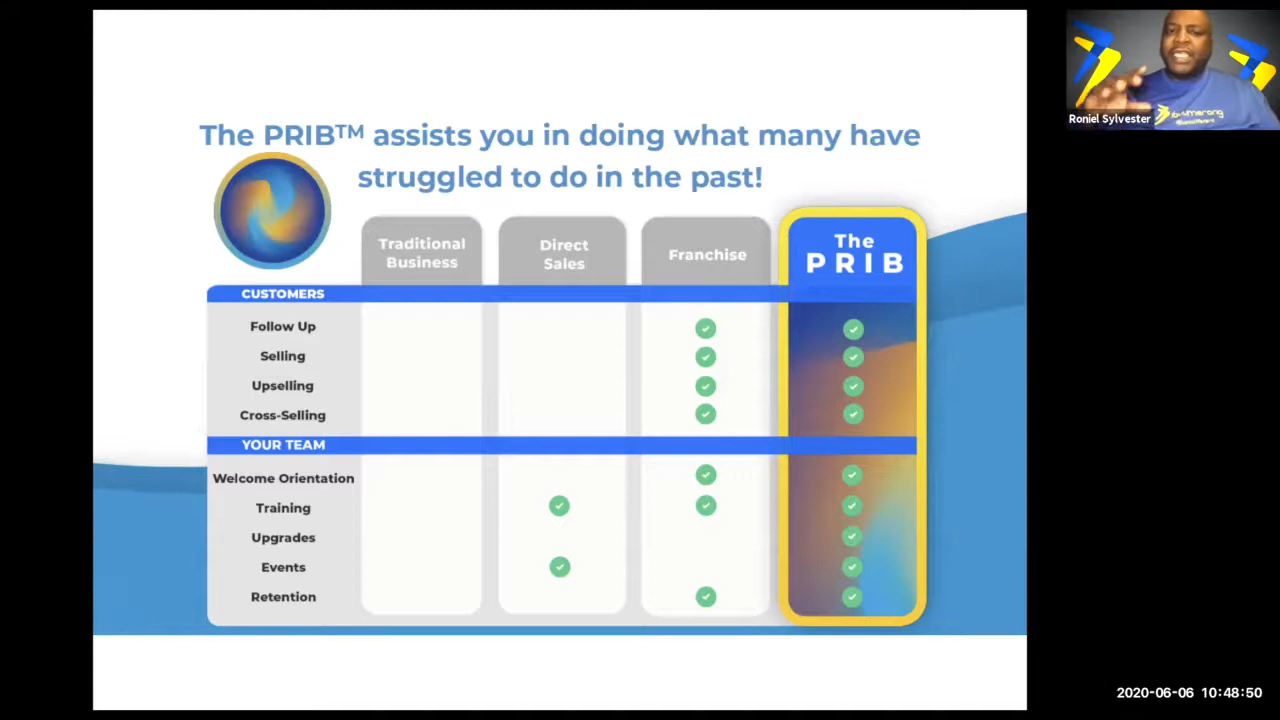 The PRIB™ assists you in doing what many have
struggled to do in the past!
Traditional
Business
Direct
Sales
Franchise
The
PRIB
CUSTOMERS
Follow Up
Selling
Upselling
Cross-Selling
YOUR TEAM
Welcome Orientation
Training
Upgrades
Events
Retention
Roniel Sylvester
2020-06-06 10:48:50